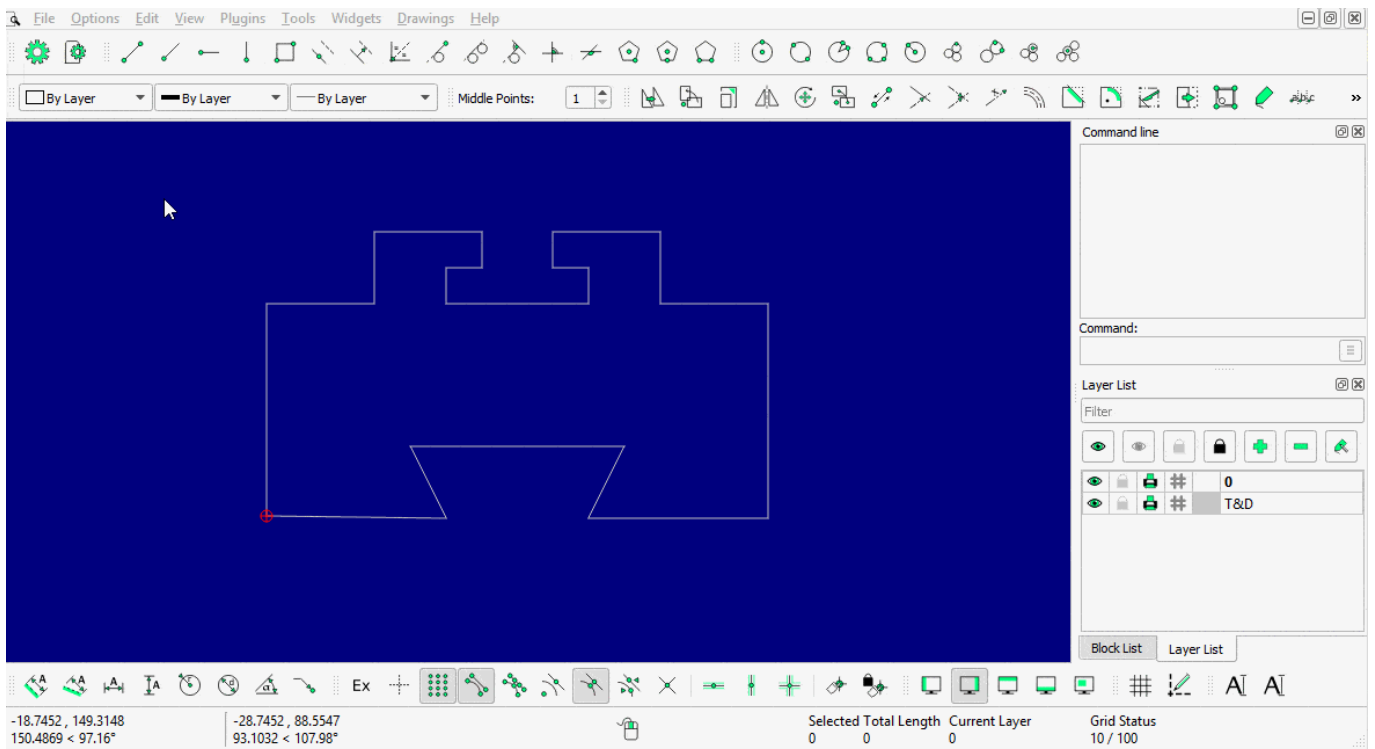 File Options Edit View Plugins Tools Widgets Drawings Help
By Layer By Layer By Layer Middle Points: 1 abc »
Command line
Command:
Layer List
Filter
0
T&D
Block List Layer List
A A A A a Ex AI AI
-18.7452 , 149.3148 -28.7452 , 88.5547 Selected Total Length Current Layer Grid Status
150.4869 < 97.16° 93.1032 < 107.98° 0 0 0 10 / 100